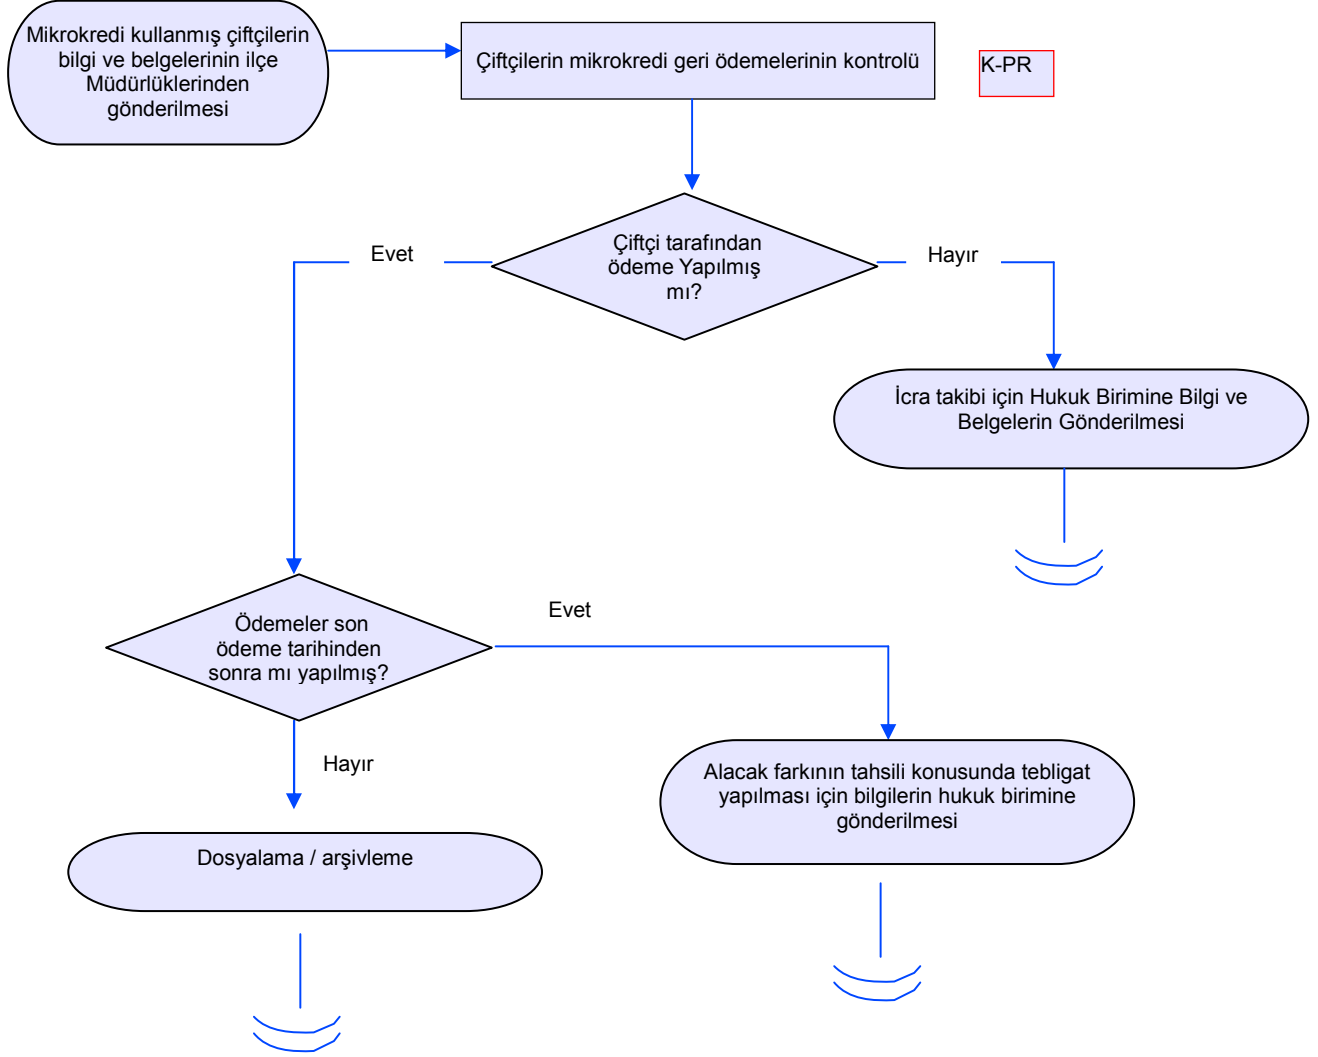 Mikrokredi kullanmış çiftçilerin
bilgi ve belgelerinin ilçe
Müdürlüklerinden
gönderilmesi
Çiftçilerin mikrokredi geri ödemelerinin kontrolü
K-PR
Çiftçi tarafından
ödeme Yapılmış
mı?
Evet
Hayır
İcra takibi için Hukuk Birimine Bilgi ve
Belgelerin Gönderilmesi
Ödemeler son
ödeme tarihinden
sonra mı yapılmış?
Evet
Hayır
Alacak farkının tahsili konusunda tebligat
yapılması için bilgilerin hukuk birimine
gönderilmesi
Dosyalama / arşivleme